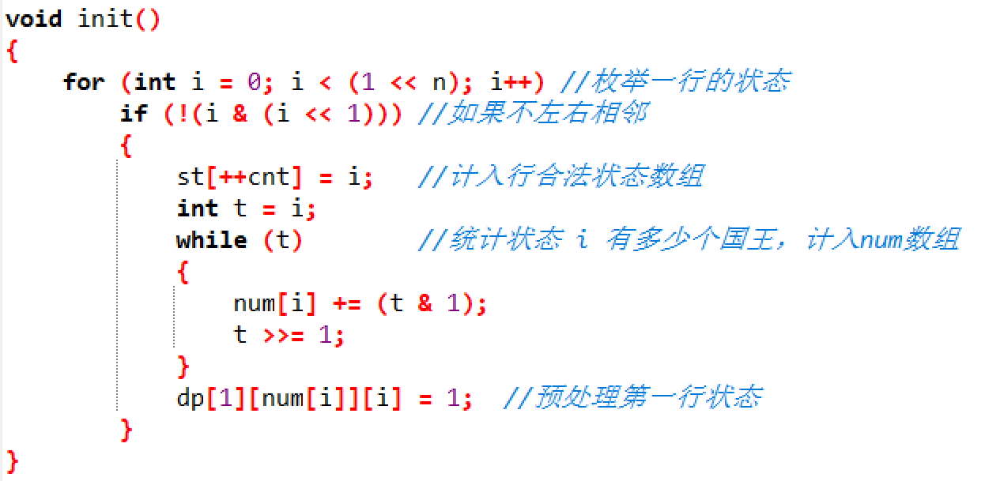 void init()
{
    for (int i = 0; i < (1 << n); i++) //枚举一行的状态
        if (!(i & (i << 1))) //如果不左右相邻
        {
            st[++cnt] = i;   //计入行合法状态数组
            int t = i;
            while (t)        //统计状态 i 有多少个国王，计入num数组
            {
                num[i] += (t & 1);
                t >>= 1;
            }
            dp[1][num[i]][i] = 1;  //预处理第一行状态
        }
}